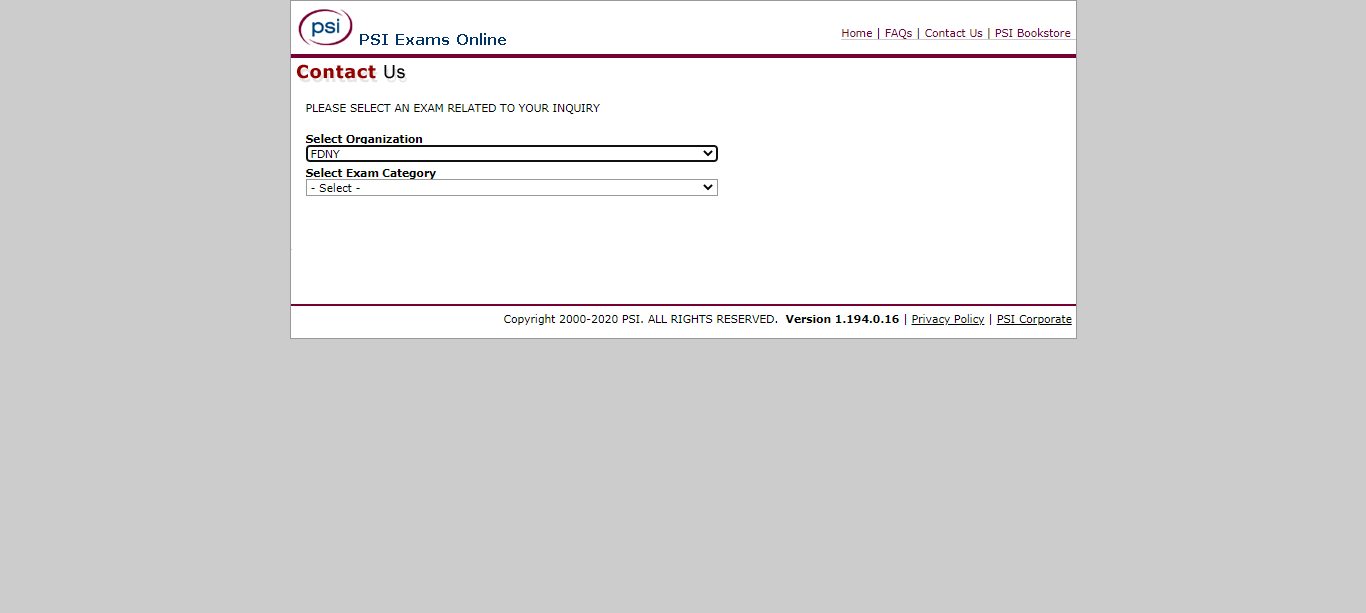 psi PSI Exams Online
Home | FAQs | Contact Us | PSI Bookstore
Contact Us
PLEASE SELECT AN EXAM RELATED TO YOUR INQUIRY
Select Organization
FDNY
Select Exam Category
- Select -
Copyright 2000-2020 PSI. ALL RIGHTS RESERVED. Version 1.194.0.16 | Privacy Policy | PSI Corporate